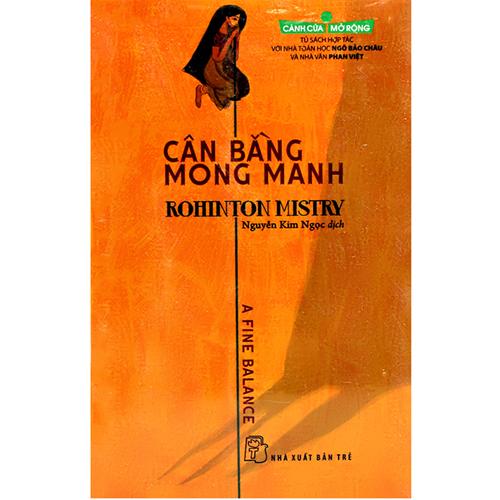 CÁNH CỬA MỞ RỘNG
TỦ SÁCH HỢP TÁC
VỚI NHÀ TOÁN HỌC NGÔ BẢO CHÂU
VÀ NHÀ VĂN PHAN VIỆT
CÂN BẰNG
MONG MANH
ROHINTON MISTRY
Nguyễn Kim Ngọc dịch
A FINE BALANCE
NHÀ XUẤT BẢN TRẺ